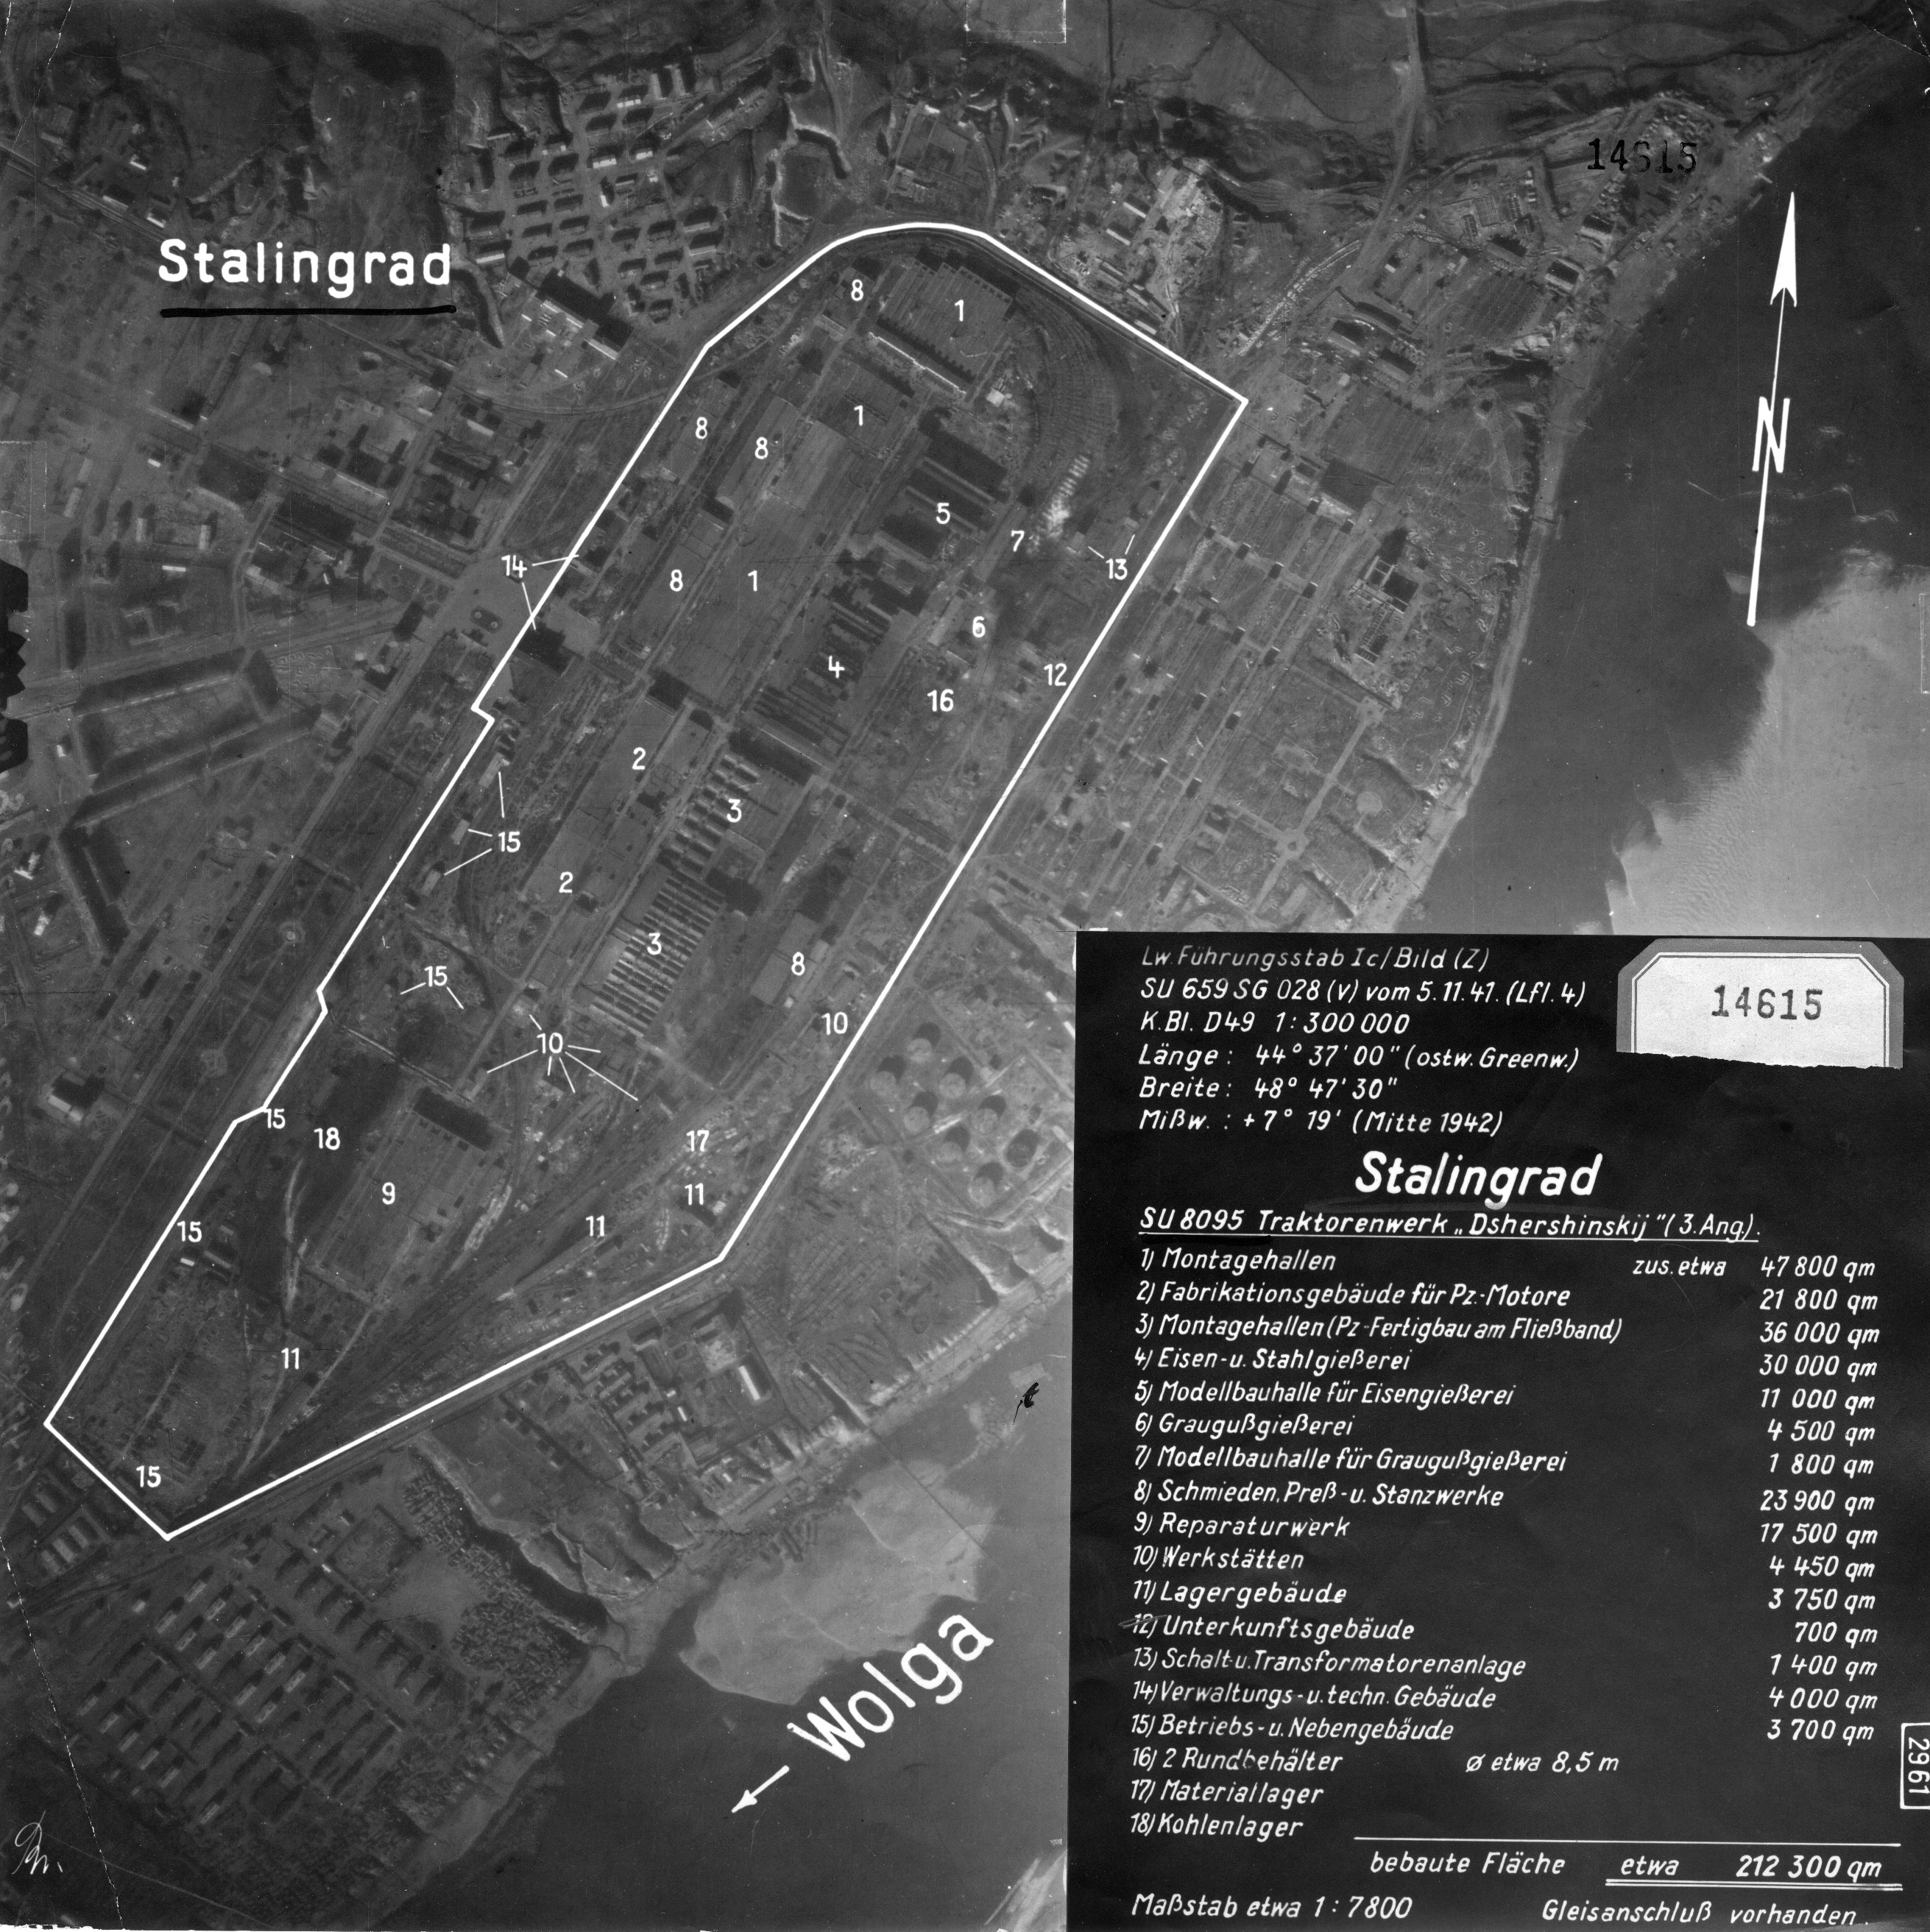 14615
Stalingrad
N
8
1
1
8
8
5
7
14
13
8
1
6
4
12
16
2
3
15
2
3
8
15
10
10
15
17
18
9
11
15
11
11
15
Wolga
Lw. Führungsstab Ic/Bild (Z)
SU 659 SG 028 (v) vom 5.11.41. (Lfl. 4)
K.Bl. D49 1:300 000
Länge: 44° 37' 00" (ostw. Greenw.)
Breite: 48° 47' 30"
Mißw. : +7° 19' (Mitte 1942)
14615
Stalingrad
SU 8095 Traktorenwerk „Dshershinskij" (3.Ang).
1) Montagehallen zus. etwa 47 800 qm
2) Fabrikationsgebäude für Pz.-Motore 21 800 qm
3) Montagehallen (Pz-Fertigbau am Fließband) 36 000 qm
4) Eisen-u. Stahlgießerei 30 000 qm
5) Modellbauhalle für Eisengießerei 11 000 qm
6) Graugußgießerei 4 500 qm
7) Modellbauhalle für Graugußgießerei 1 800 qm
8) Schmieden, Preß-u. Stanzwerke 23 900 qm
9) Reparaturwerk 17 500 qm
10) Werkstätten 4 450 qm
11) Lagergebäude 3 750 qm
12) Unterkunftsgebäude 700 qm
13) Schalt-u. Transformatorenanlage 1 400 qm
14) Verwaltungs-u. techn. Gebäude 4 000 qm
15) Betriebs-u. Nebengebäude 3 700 qm
16) 2 Rundbehälter ø etwa 8,5 m
17) Materiallager
18) Kohlenlager
bebaute Fläche etwa 212 300 qm
Maßstab etwa 1:7800 Gleisanschluß vorhanden.
2961